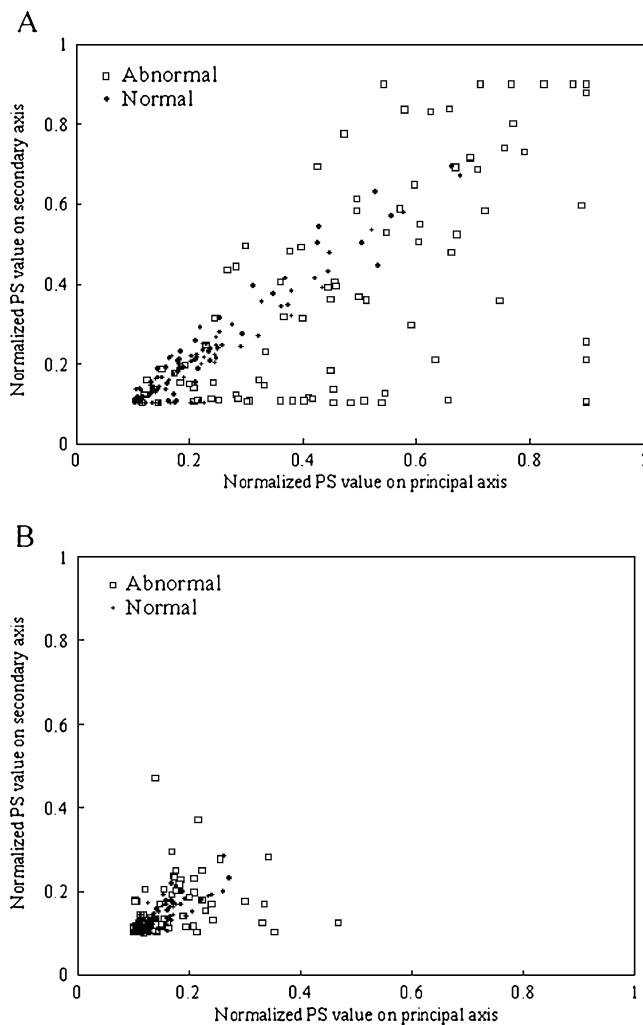 A
1
Abnormal
Normal
0.8
0.6
0.4
0.2
0
0 0.2 0.4 0.6 0.8 1
Normalized PS value on secondary axis
Normalized PS value on principal axis
B
1
Abnormal
Normal
0.8
0.6
0.4
0.2
0
0 0.2 0.4 0.6 0.8 1
Normalized PS value on secondary axis
Normalized PS value on principal axis